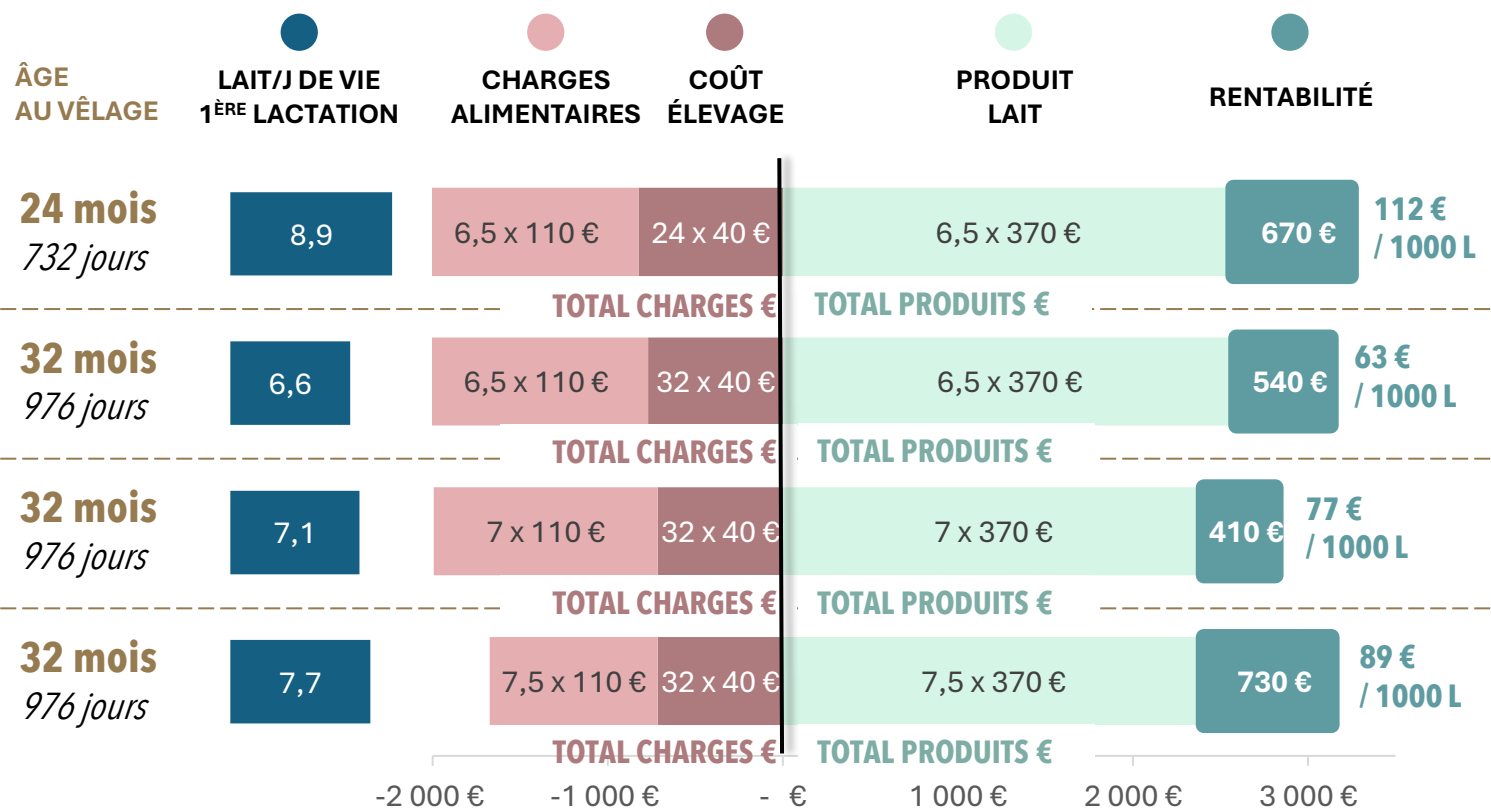 ÂGE
AU VÊLAGE
LAIT/J DE VIE
1ÈRE LACTATION
CHARGES
ALIMENTAIRES
COÛT
ÉLEVAGE
PRODUIT
LAIT
RENTABILITÉ
24 mois
732 jours
8,9
6,5 x 110 €
24 x 40 €
6,5 x 370 €
670 €
112 €
/ 1000 L
TOTAL CHARGES €
TOTAL PRODUITS €
32 mois
976 jours
6,6
6,5 x 110 €
32 x 40 €
6,5 x 370 €
540 €
63 €
/ 1000 L
TOTAL CHARGES €
TOTAL PRODUITS €
32 mois
976 jours
7,1
7 x 110 €
32 x 40 €
7 x 370 €
410 €
77 €
/ 1000 L
TOTAL CHARGES €
TOTAL PRODUITS €
32 mois
976 jours
7,7
7,5 x 110 €
32 x 40 €
7,5 x 370 €
730 €
89 €
/ 1000 L
TOTAL CHARGES €
TOTAL PRODUITS €
-2 000 €
-1 000 €
- €
1 000 €
2 000 €
3 000 €